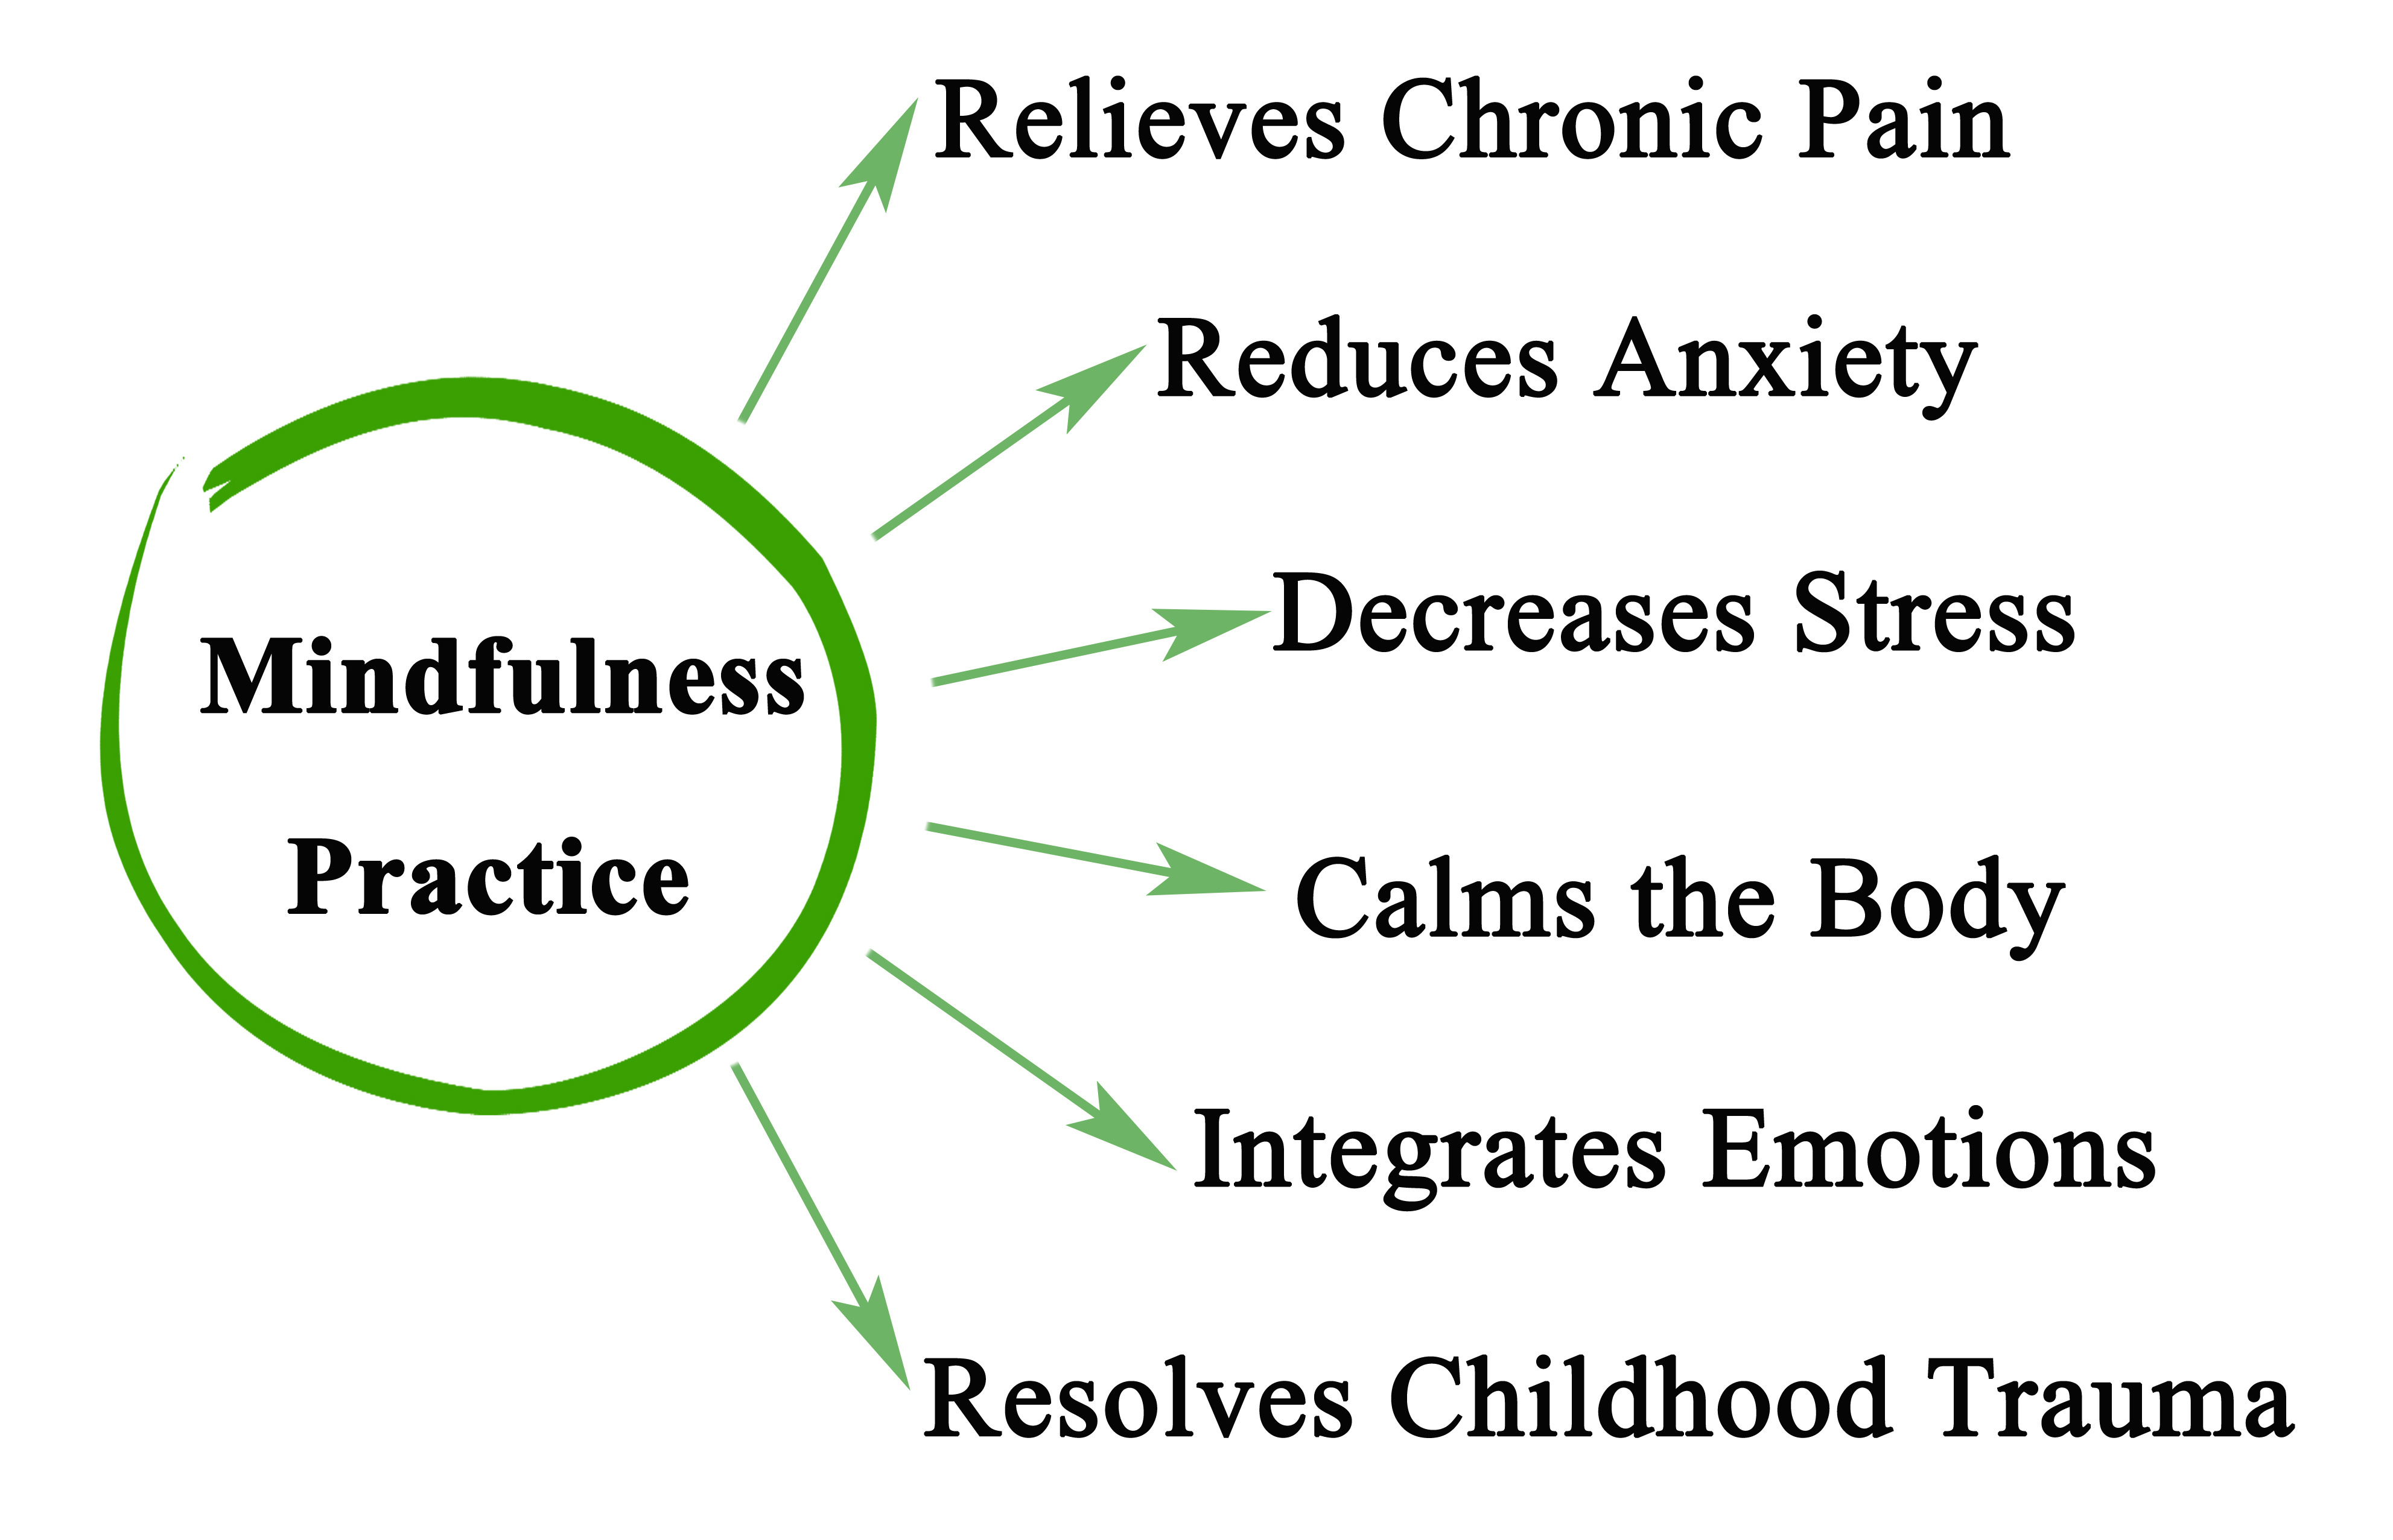 Relieves Chronic Pain
Reduces Anxiety
Decreases Stress
Mindfulness
Practice
Calms the Body
Integrates Emotions
Resolves Childhood Trauma